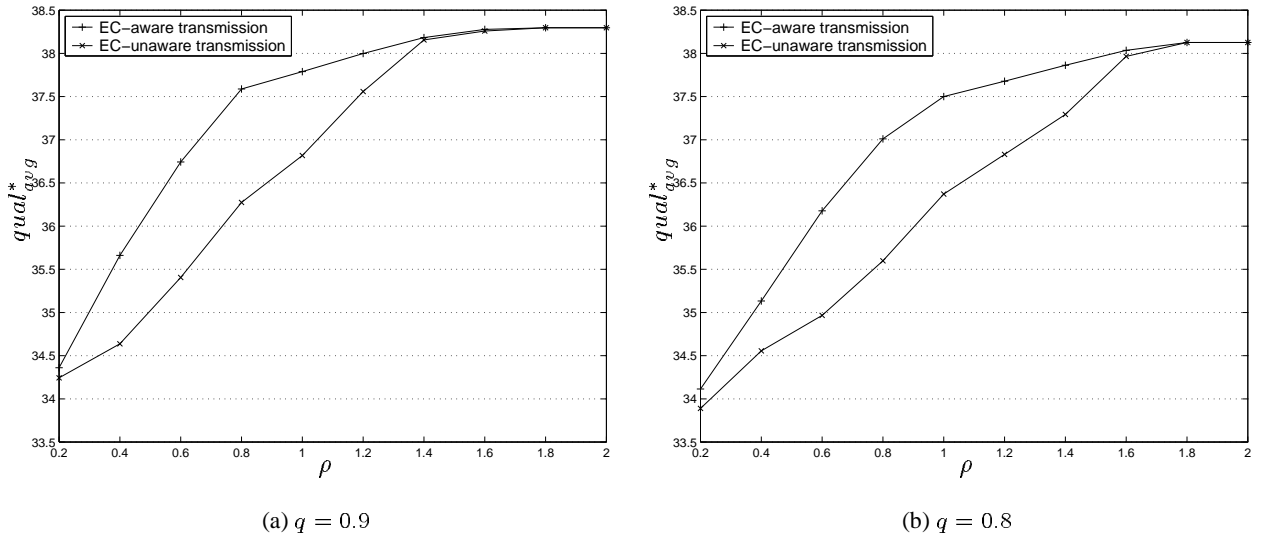 38.5
38
37.5
37
36.5
36
35.5
35
34.5
34
33.5
qual*avg
EC−aware transmission
EC−unaware transmission
0.2 0.4 0.6 0.8 1 1.2 1.4 1.6 1.8 2
ρ
(a) q = 0.9
38.5
38
37.5
37
36.5
36
35.5
35
34.5
34
33.5
qual*avg
EC−aware transmission
EC−unaware transmission
0.2 0.4 0.6 0.8 1 1.2 1.4 1.6 1.8 2
ρ
(b) q = 0.8